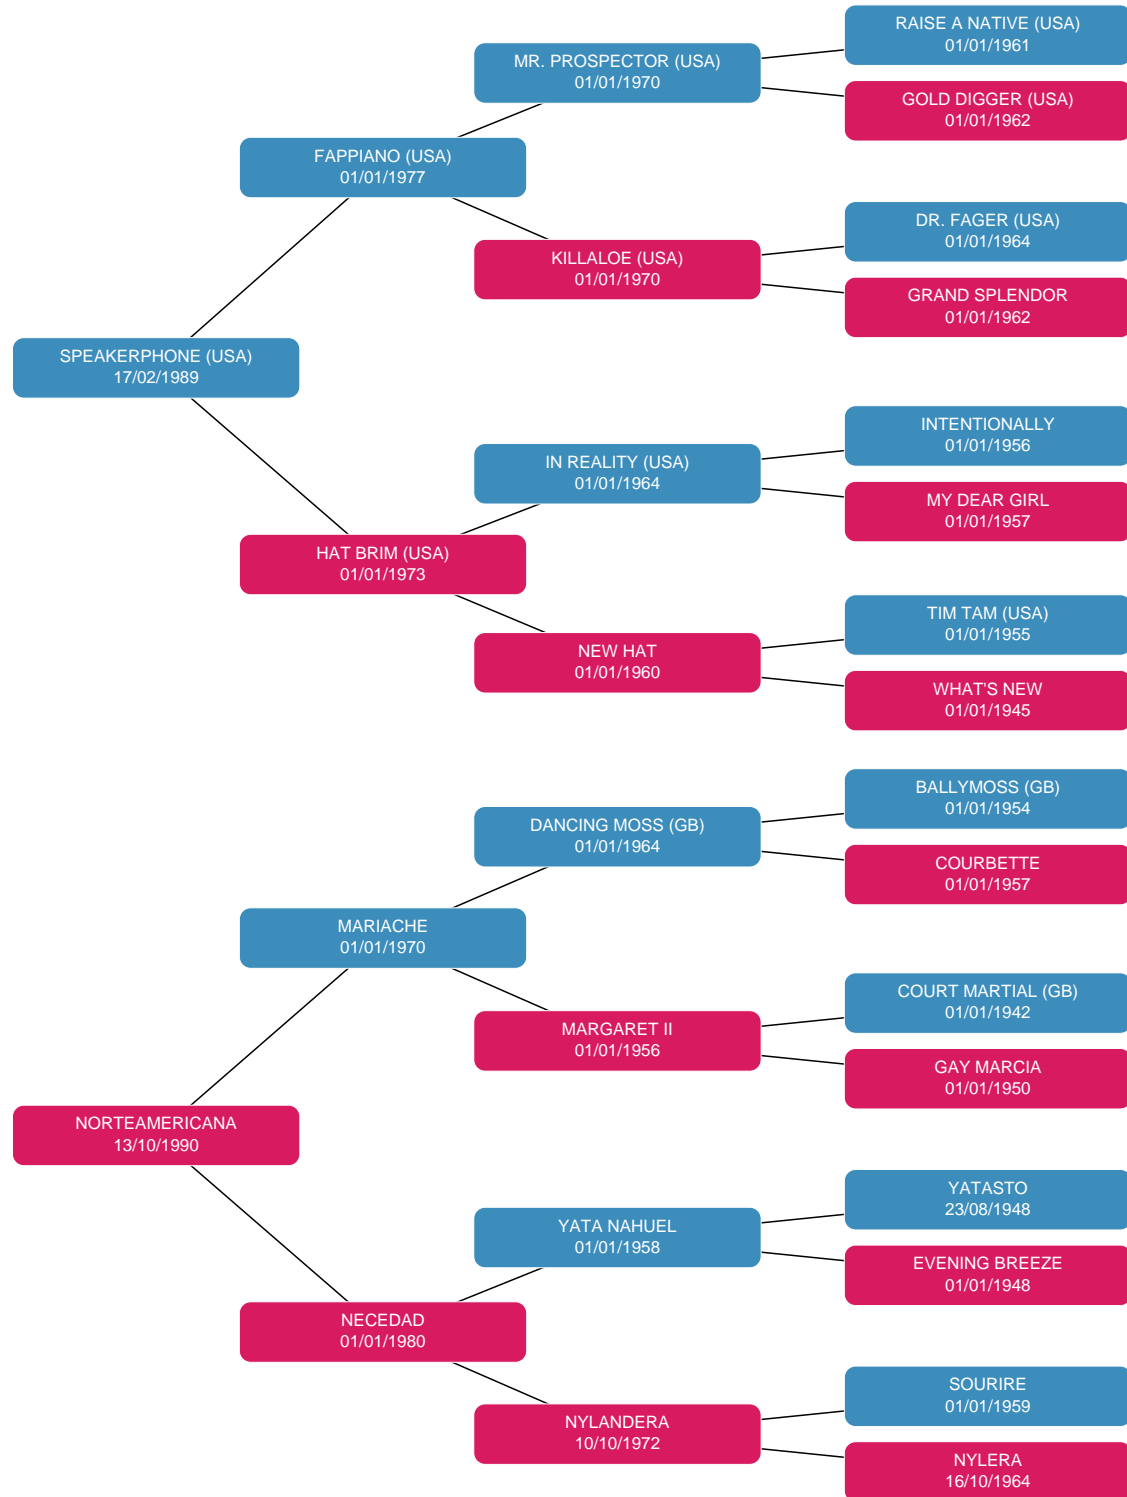 RAISE A NATIVE (USA)
01/01/1961
MR. PROSPECTOR (USA)
01/01/1970
GOLD DIGGER (USA)
01/01/1962
FAPPIANO (USA)
01/01/1977
DR. FAGER (USA)
01/01/1964
KILLALOE (USA)
01/01/1970
GRAND SPLENDOR
01/01/1962
SPEAKERPHONE (USA)
17/02/1989
INTENTIONALLY
01/01/1956
IN REALITY (USA)
01/01/1964
MY DEAR GIRL
01/01/1957
HAT BRIM (USA)
01/01/1973
TIM TAM (USA)
01/01/1955
NEW HAT
01/01/1960
WHAT'S NEW
01/01/1945
BALLYMOSS (GB)
01/01/1954
DANCING MOSS (GB)
01/01/1964
COURBETTE
01/01/1957
MARIACHE
01/01/1970
COURT MARTIAL (GB)
01/01/1942
MARGARET II
01/01/1956
GAY MARCIA
01/01/1950
NORTEAMERICANA
13/10/1990
YATASTO
23/08/1948
YATA NAHUEL
01/01/1958
EVENING BREEZE
01/01/1948
NECEDAD
01/01/1980
SOURIRE
01/01/1959
NYLANDERA
10/10/1972
NYLERA
16/10/1964